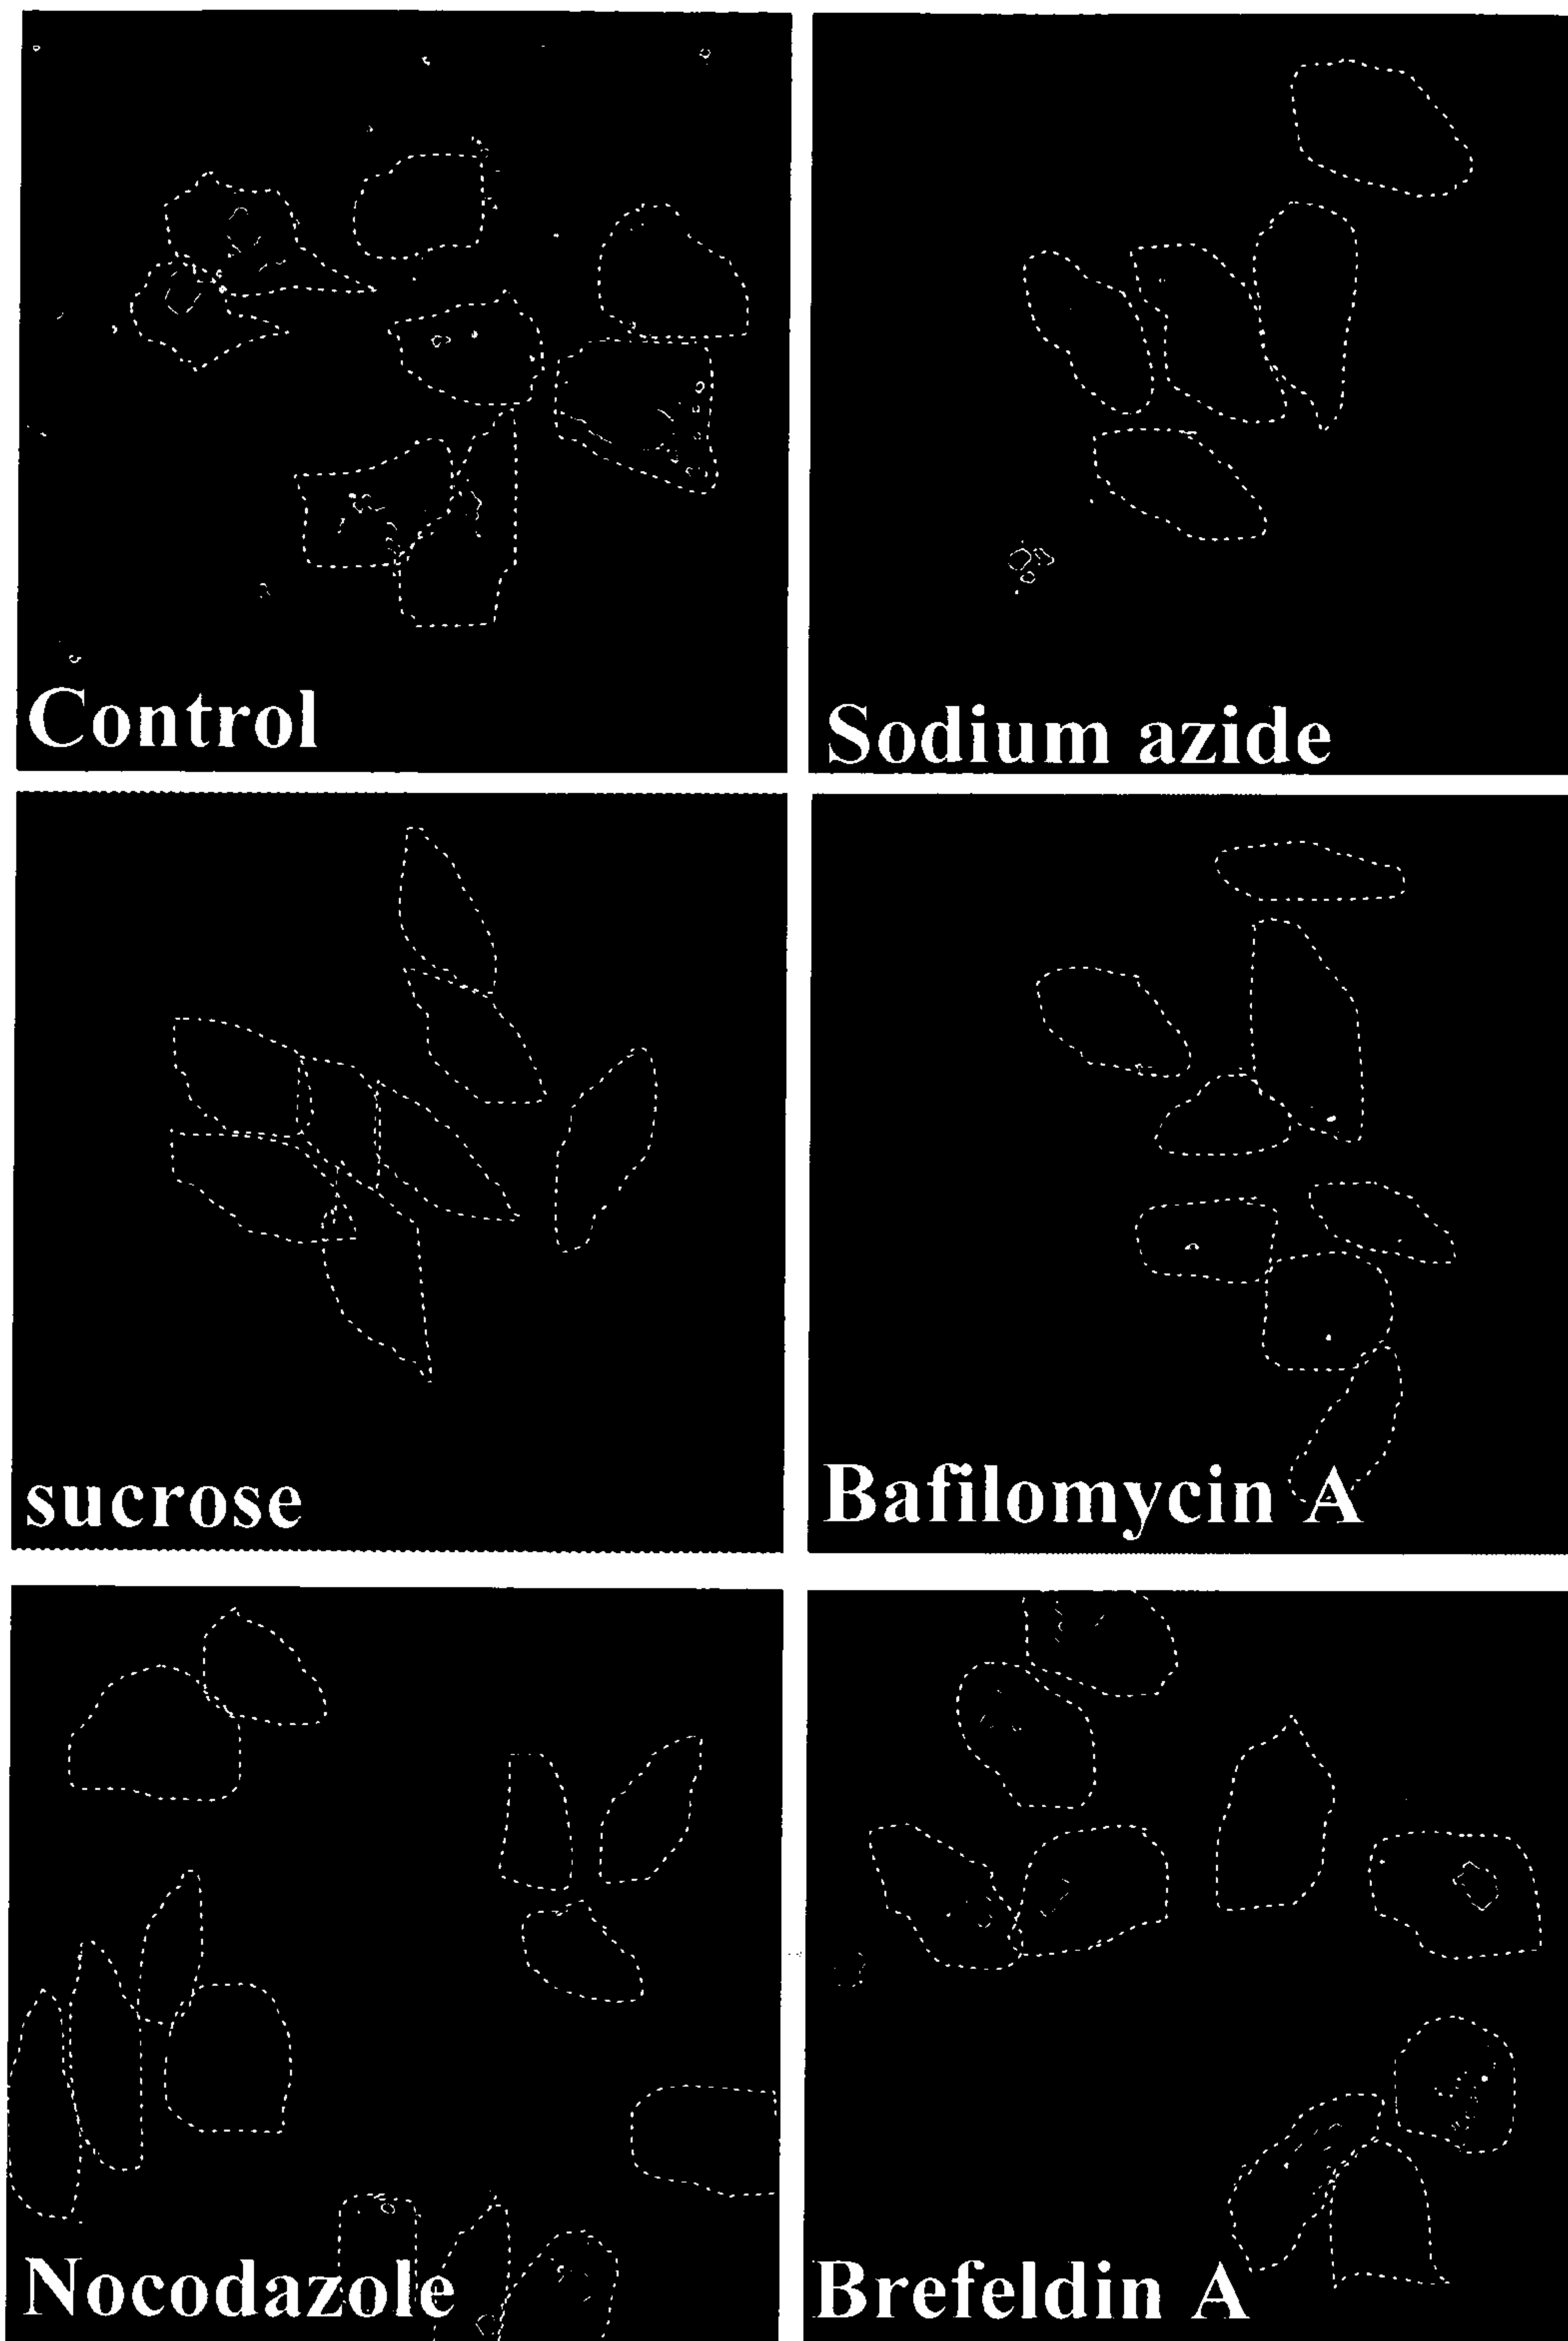 Control
Sodium azide
sucrose
Bafilomycin A
Nocodazole
Brefeldin A